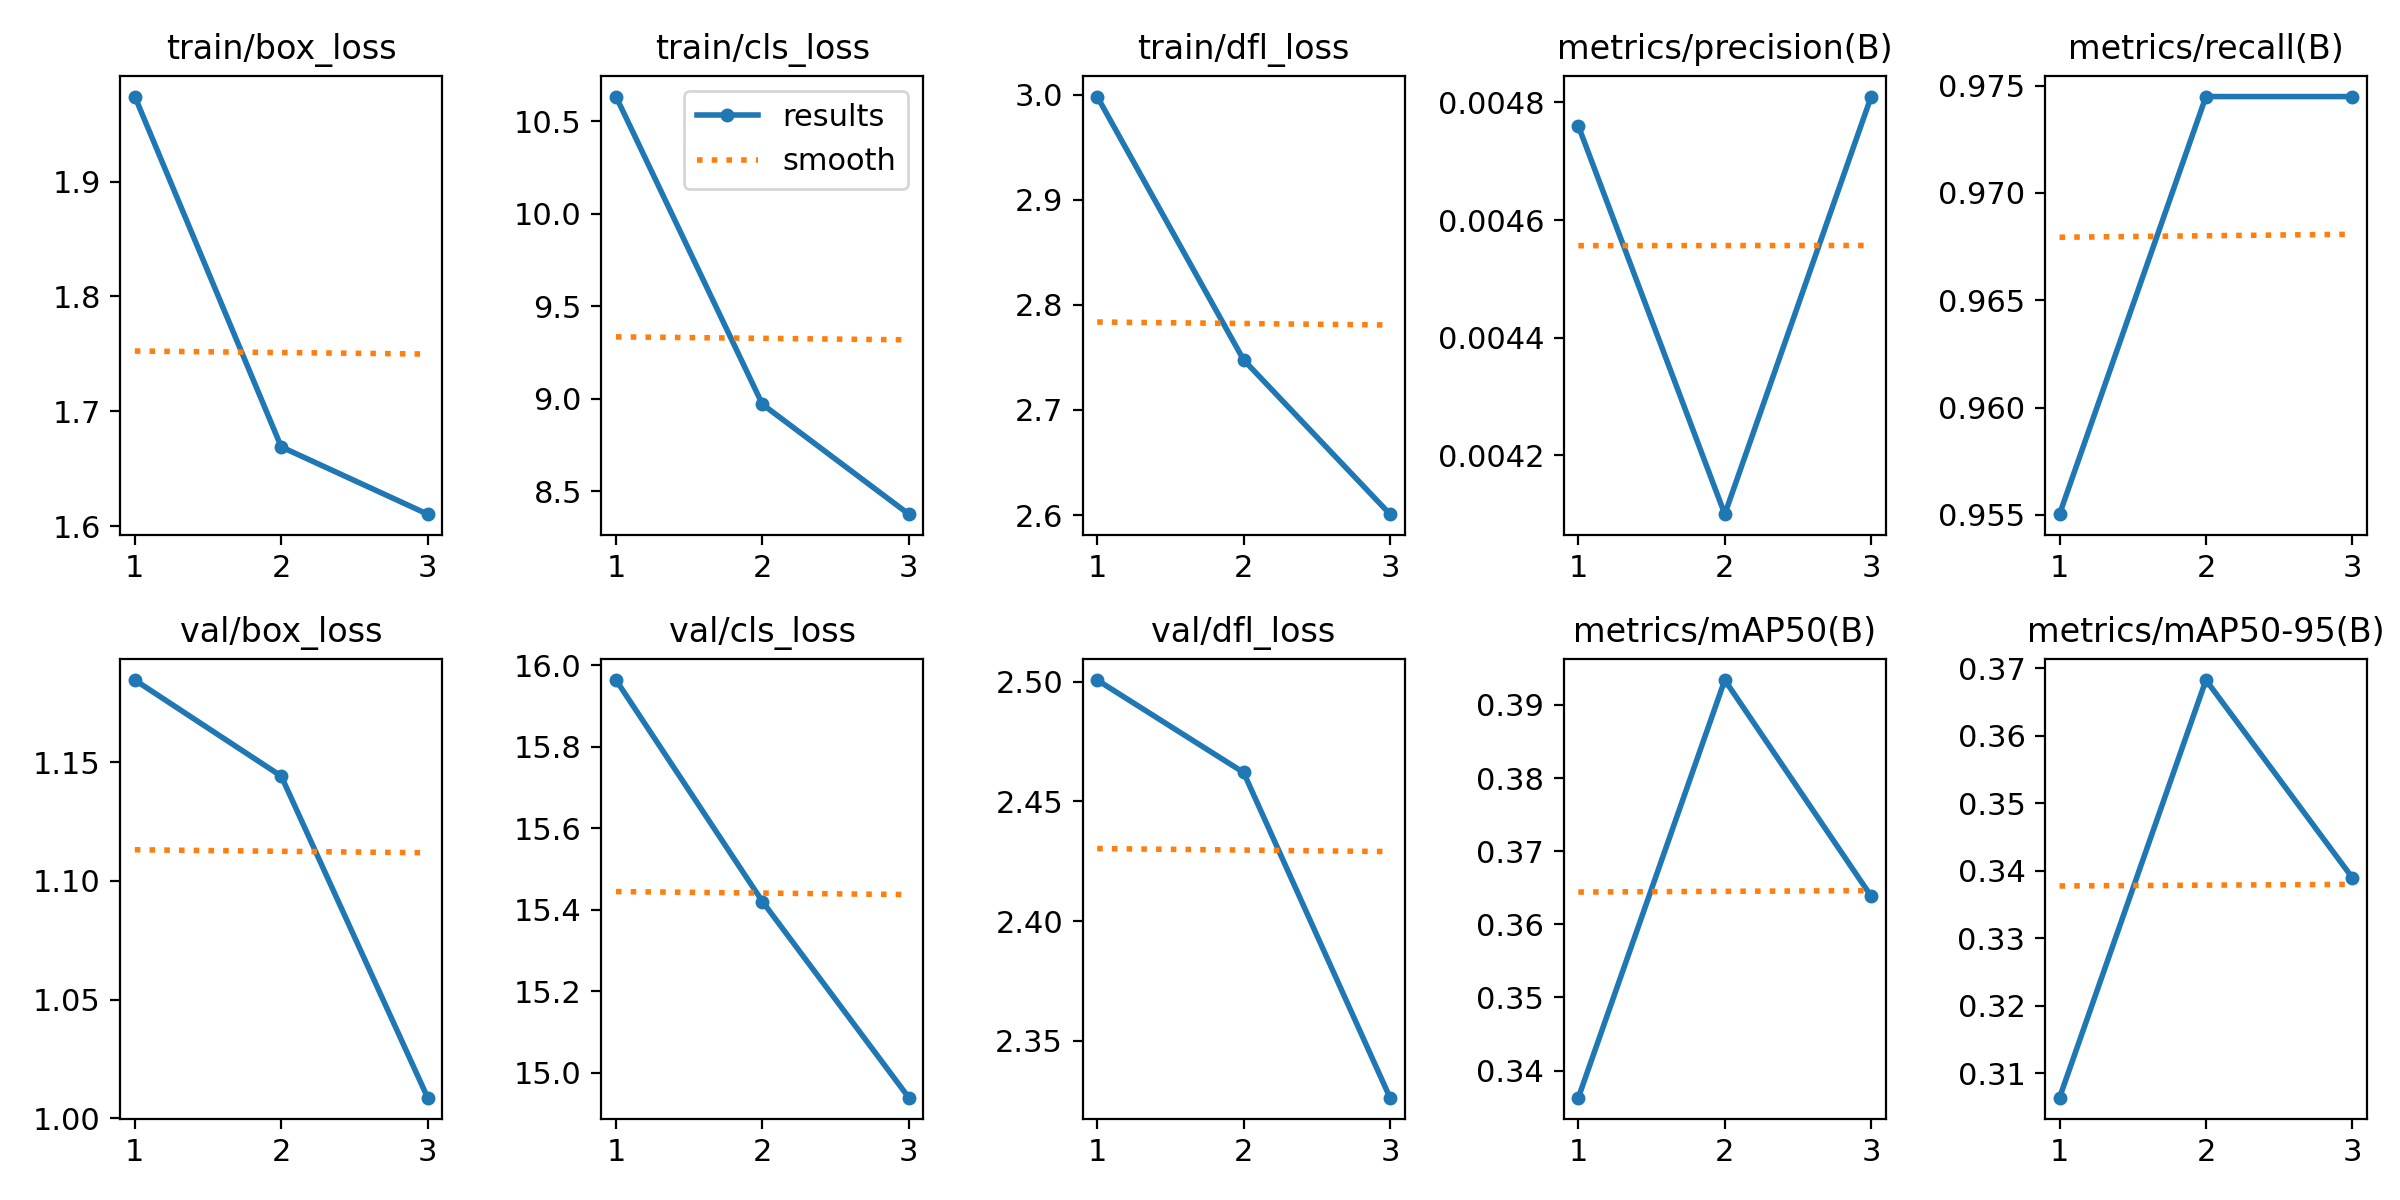 train/box_loss
1.9
1.8
1.7
1.6
1 2 3
train/cls_loss
results
smooth
10.5
10.0
9.5
9.0
8.5
1 2 3
train/dfl_loss
3.0
2.9
2.8
2.7
2.6
1 2 3
metrics/precision(B)
0.0048
0.0046
0.0044
0.0042
1 2 3
metrics/recall(B)
0.975
0.970
0.965
0.960
0.955
1 2 3
val/box_loss
1.15
1.10
1.05
1.00
1 2 3
val/cls_loss
16.0
15.8
15.6
15.4
15.2
15.0
1 2 3
val/dfl_loss
2.50
2.45
2.40
2.35
1 2 3
metrics/mAP50(B)
0.39
0.38
0.37
0.36
0.35
0.34
1 2 3
metrics/mAP50-95(B)
0.37
0.36
0.35
0.34
0.33
0.32
0.31
1 2 3